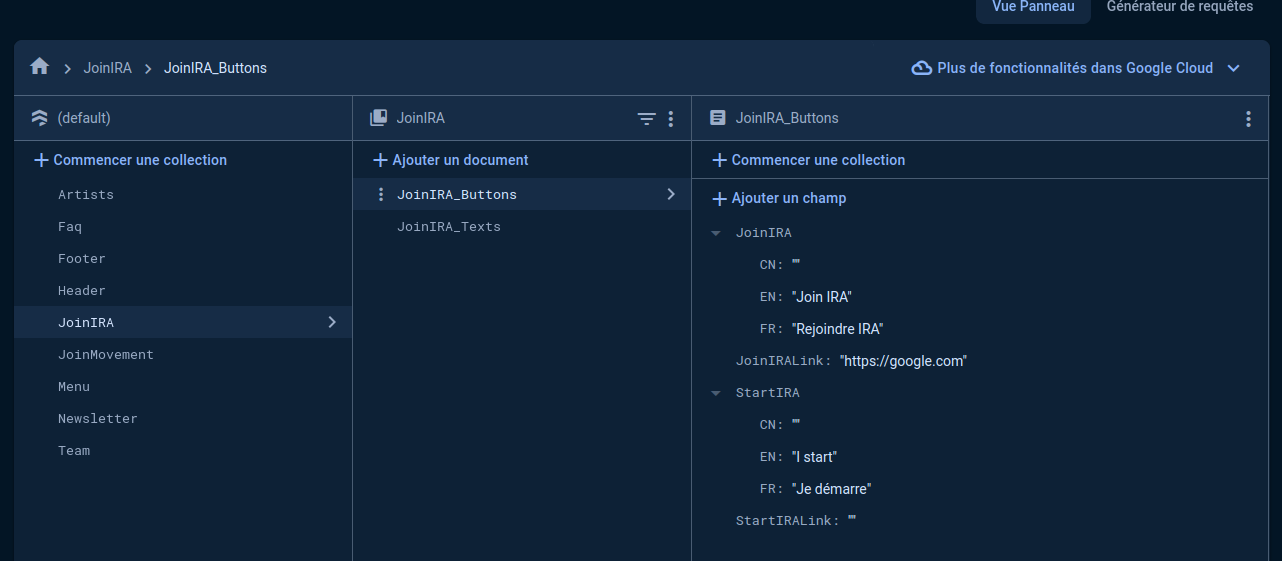 Vue Panneau Générateur de requêtes
JoinIRA JoinIRA_Buttons Plus de fonctionnalités dans Google Cloud
(default)
Commencer une collection
Artists
Faq
Footer
Header
JoinIRA
JoinMovement
Menu
Newsletter
Team
JoinIRA
Ajouter un document
JoinIRA_Buttons
JoinIRA_Texts
JoinIRA_Buttons
Commencer une collection
Ajouter un champ
JoinIRA
CN: ""
EN: "Join IRA"
FR: "Rejoindre IRA"
JoinIRALink: "https://google.com"
StartIRA
CN: ""
EN: "I start"
FR: "Je démarre"
StartIRALink: ""